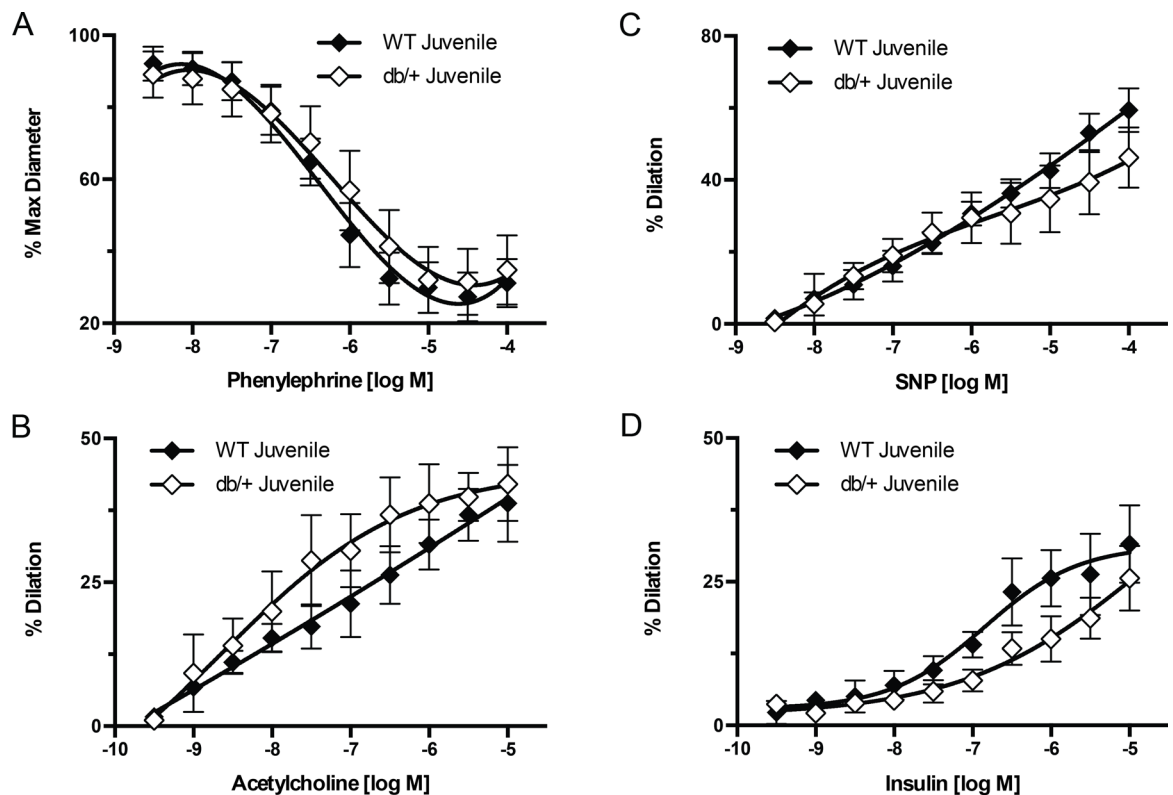 A
100
60
20
% Max Diameter
WT Juvenile
db/+ Juvenile
-9 -8 -7 -6 -5 -4
Phenylephrine [log M]
C
80
40
0
% Dilation
WT Juvenile
db/+ Juvenile
-9 -8 -7 -6 -5 -4
SNP [log M]
B
50
25
0
% Dilation
WT Juvenile
db/+ Juvenile
-10 -9 -8 -7 -6 -5
Acetylcholine [log M]
D
50
25
0
% Dilation
WT Juvenile
db/+ Juvenile
-10 -9 -8 -7 -6 -5
Insulin [log M]